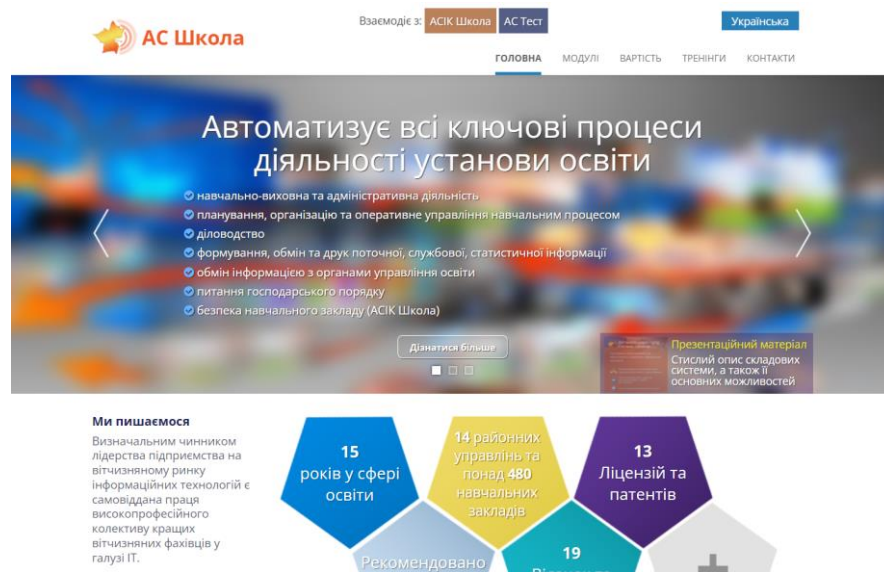 АС Школа
Взаємодіє з: АСІК Школа АС Тест
Українська
ГОЛОВНА МОДУЛІ ВАРТІСТЬ ТРЕНІНГИ КОНТАКТИ
Автоматизує всі ключові процеси
діяльності установи освіти
навчально-виховна та адміністративна діяльність
планування, організацію та оперативне управління навчальним процесом
діловодство
формування, обмін та друк поточної, службової, статистичної інформації
обмін інформацією з органами управління освіти
питання господарського порядку
безпека навчального закладу (АСІК Школа)
Дізнатися більше
Презентаційний матеріал
Стислий опис складових
системи, а також її
основних можливостей
Ми пишаємося
Визначальним чинником
лідерства підприємства на
вітчизняному ринку
інформаційних технологій є
самовіддана праця
високопрофесійного
колективу кращих
вітчизняних фахівців у
галузі ІТ.
15
років у сфері
освіти
14 районних
управлінь та
понад 480
навчальних
закладів
13
Ліцензій та
патентів
Рекомендовано
19